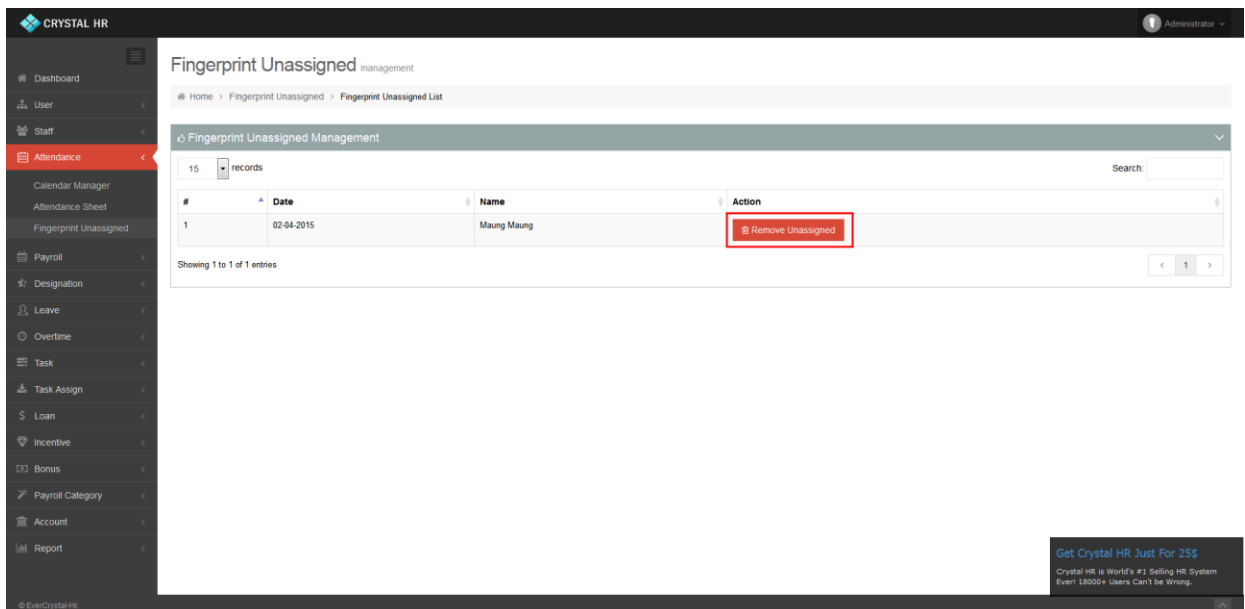 CRYSTAL HR
Administrator
Dashboard
User
Staff
Attendance
Calendar Manager
Attendance Sheet
Fingerprint Unassigned
Payroll
Designation
Leave
Overtime
Task
Task Assign
Loan
Incentive
Bonus
Payroll Category
Account
Report
Fingerprint Unassigned management
Home > Fingerprint Unassigned > Fingerprint Unassigned List
Fingerprint Unassigned Management
15 records Search:
# Date Name Action
1 02-04-2015 Maung Maung Remove Unassigned
Showing 1 to 1 of 1 entries < 1 >
Get Crystal HR Just For 25$
Crystal HR is World's #1 Selling HR System
Ever! 18000+ Users Can't be Wrong.
© EverCrystal-Hr.